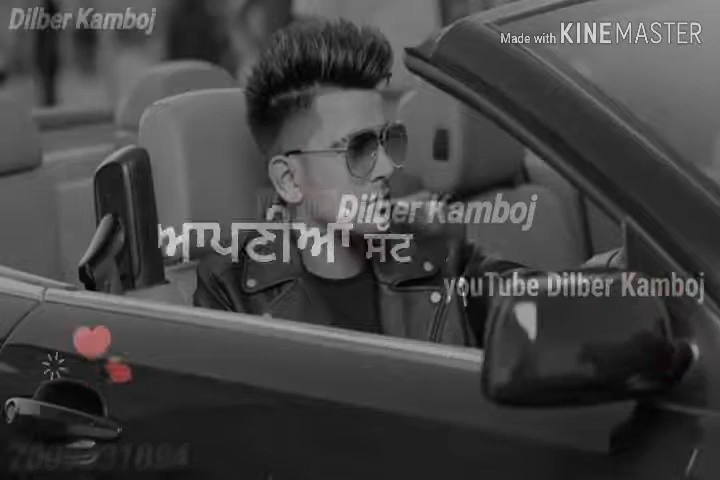 Dilber Kamboj
Made with KINEMASTER
Dilber Kamboj
ਆਪਣਾਆ ਸਟ
youTube Dilber Kamboj